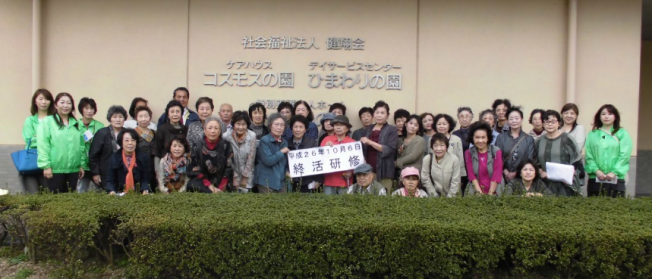 社会福祉法人 健翔会
ケアハウス デイサービスセンター
コスモスの園 ひまわりの園
平成26年10月6日
終活研修